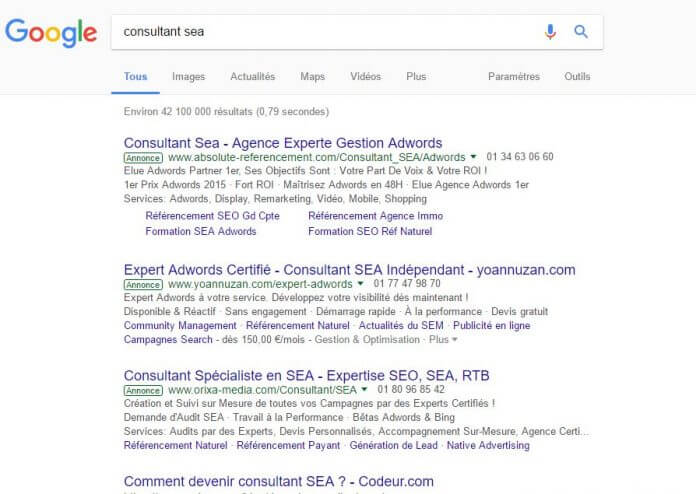 Google
consultant sea
Tous Images Actualités Maps Vidéos Plus Paramètres Outils
Environ 42 100 000 résultats (0,79 secondes)
Consultant Sea - Agence Experte Gestion Adwords
Annonce www.absolute-referencement.com/Consultant_SEA/Adwords 01 34 63 06 60
Elue Adwords Partner 1er, Ses Objectifs Sont : Votre Part De Voix & Votre ROI !
1er Prix Adwords 2015 · Fort ROI · Maîtrisez Adwords en 48H · Elue Agence Adwords 1er
Services: Adwords, Display, Remarketing, Vidéo, Mobile, Shopping
Référencement SEO Gd Cpte Référencement Agence Immo
Formation SEA Adwords Formation SEO Réf Naturel
Expert Adwords Certifié - Consultant SEA Indépendant - yoannuzan.com
Annonce www.yoannuzan.com/expert-adwords 01 77 47 98 70
Expert Adwords à votre service. Développez votre visibilité dès maintenant !
Disponible & Réactif · Sans engagement · Démarrage rapide · À la performance · Devis gratuit
Community Management · Référencement Naturel · Actualités du SEM · Publicité en ligne
Campagnes Search - dès 150,00 €/mois - Gestion & Optimisation · Plus
Consultant Spécialiste en SEA - Expertise SEO, SEA, RTB
Annonce www.orixa-media.com/Consultant/SEA 01 80 96 85 42
Création et Suivi sur Mesure de toutes vos Campagnes par des Experts Certifiés !
Demande d'Audit SEA · Travail à la Performance · Bêtas Adwords & Bing
Services: Audits par des Experts, Devis Personnalisés, Accompagnement Sur-Mesure, Agence Certi...
Référencement Naturel · Référencement Payant · Génération de Lead · Native Advertising
Comment devenir consultant SEA ? - Codeur.com